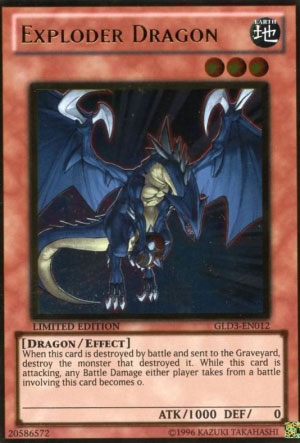 EXPLODER DRAGON
EARTH
地
LIMITED EDITION GLD3-EN012
[DRAGON/EFFECT]
When this card is destroyed by battle and sent to the Graveyard,
destroy the monster that destroyed it. While this card is
attacking, any Battle Damage either player takes from a battle
involving this card becomes 0.
ATK/1000 DEF/ 0
20586572 ©1996 KAZUKI TAKAHASHI